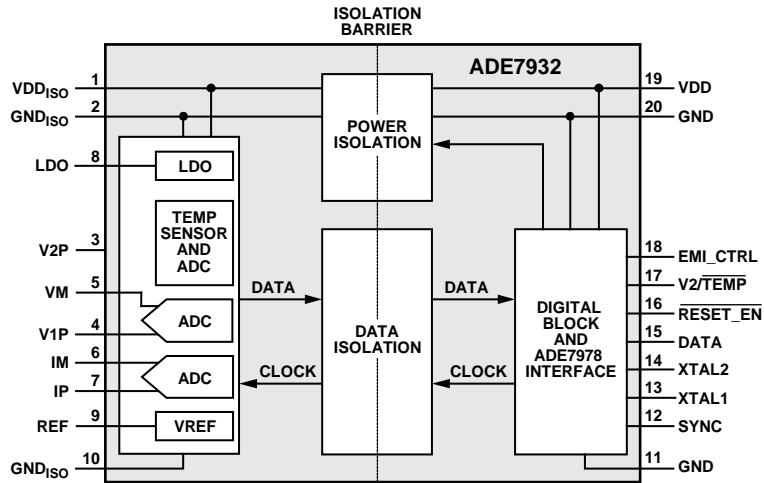 ISOLATION
BARRIER
ADE7932
VDDISO 1
GNDISO 2
LDO 8
V2P 3
VM 5
V1P 4
IM 6
IP 7
REF 9
GNDISO 10
LDO
TEMP
SENSOR
AND
ADC
ADC
ADC
VREF
POWER
ISOLATION
DATA
CLOCK
DATA
ISOLATION
DATA
CLOCK
DIGITAL
BLOCK
AND
ADE7978
INTERFACE
19 VDD
20 GND
18 EMI_CTRL
17 V2/TEMP
16 RESET_EN
15 DATA
14 XTAL2
13 XTAL1
12 SYNC
11 GND